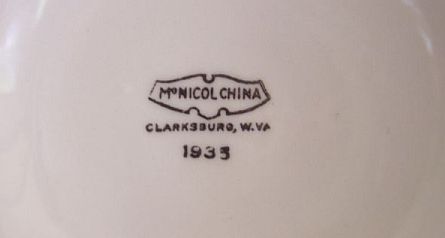 McNICOL CHINA
CLARKSBURG, W.VA
1935